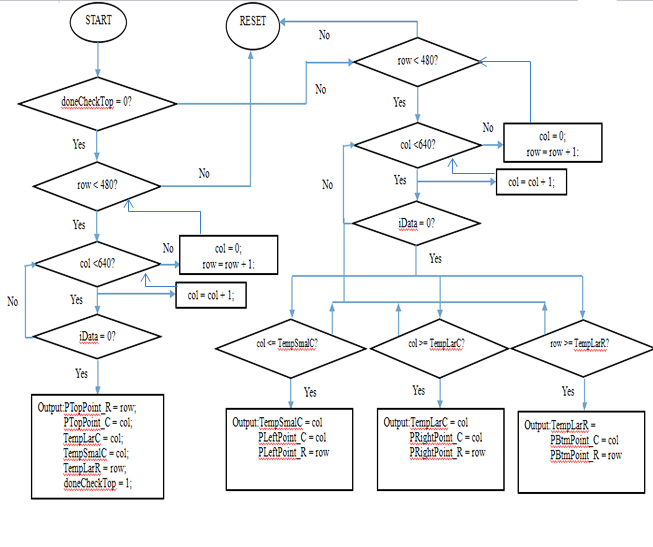 START
RESET
No
row < 480?
doneCheckTop = 0?
No
Yes
Yes
No
col <640?
col = 0;
row = row + 1;
No
row < 480?
No
Yes
col = col + 1;
Yes
iData = 0?
No
col <640?
col = 0;
row = row + 1;
Yes
No
Yes
col = col + 1;
iData = 0?
col <= TempSmalC?
col >= TempLarC?
row >= TempLarR?
Yes
Yes
Yes
Yes
Output:PTopPoint_R = row;
PTopPoint_C = col;
TempLarC = col;
TempSmalC = col;
TempLarR = row;
doneCheckTop = 1;
Output:TempSmalC = col
PLeftPoint_C = col
PLeftPoint_R = row
Output:TempLarC = col
PRightPoint_C = col
PRightPoint_R = row
Output:TempLarR =
PBtmPoint_C = col
PBtmPoint_R = row